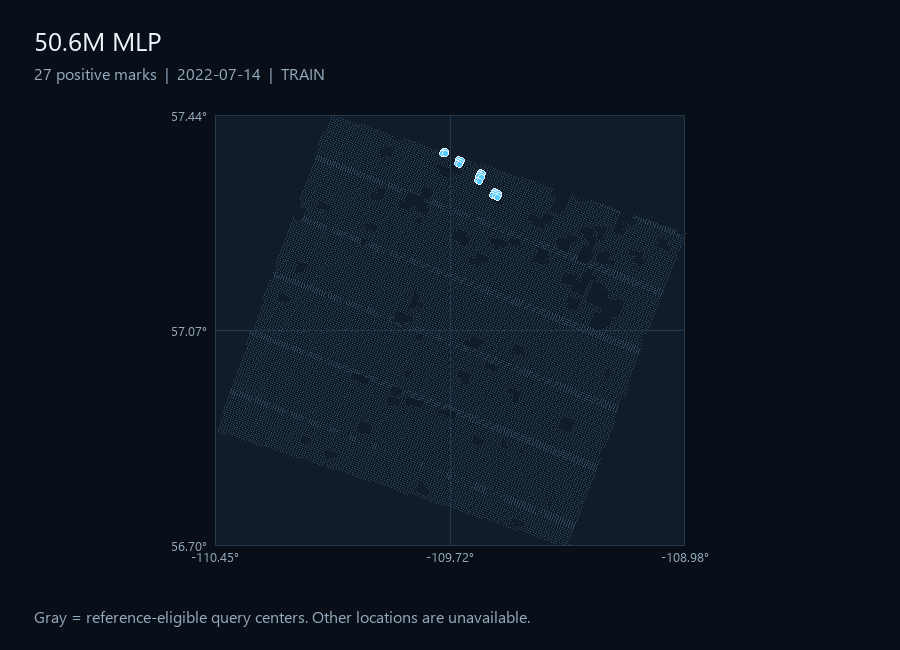 50.6M MLP
27 positive marks | 2022-07-14 | TRAIN
57.44°
57.07°
56.70°
-110.45° -109.72° -108.98°
Gray = reference-eligible query centers. Other locations are unavailable.